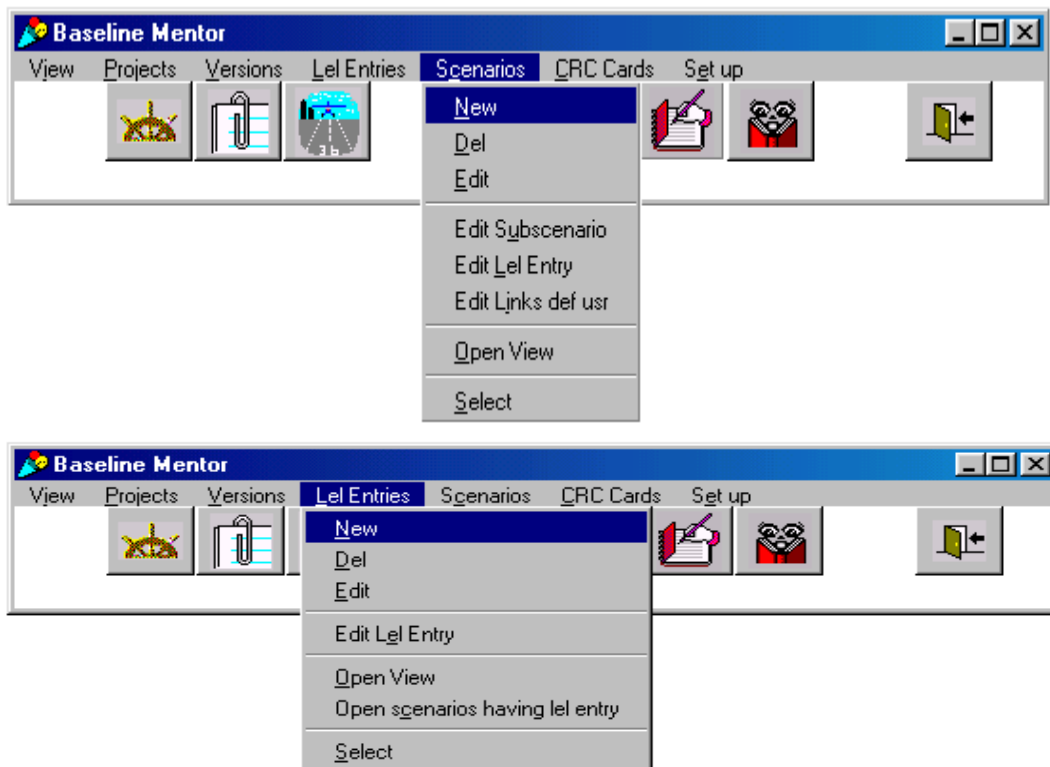 Baseline Mentor
View Projects Versions Lel Entries Scenarios CRC Cards Set up
36
New
Del
Edit
Edit Subscenario
Edit Lel Entry
Edit Links def usr
Open View
Select
Baseline Mentor
View Projects Versions Lel Entries Scenarios CRC Cards Set up
New
Del
Edit
Edit Lel Entry
Open View
Open scenarios having lel entry
Select